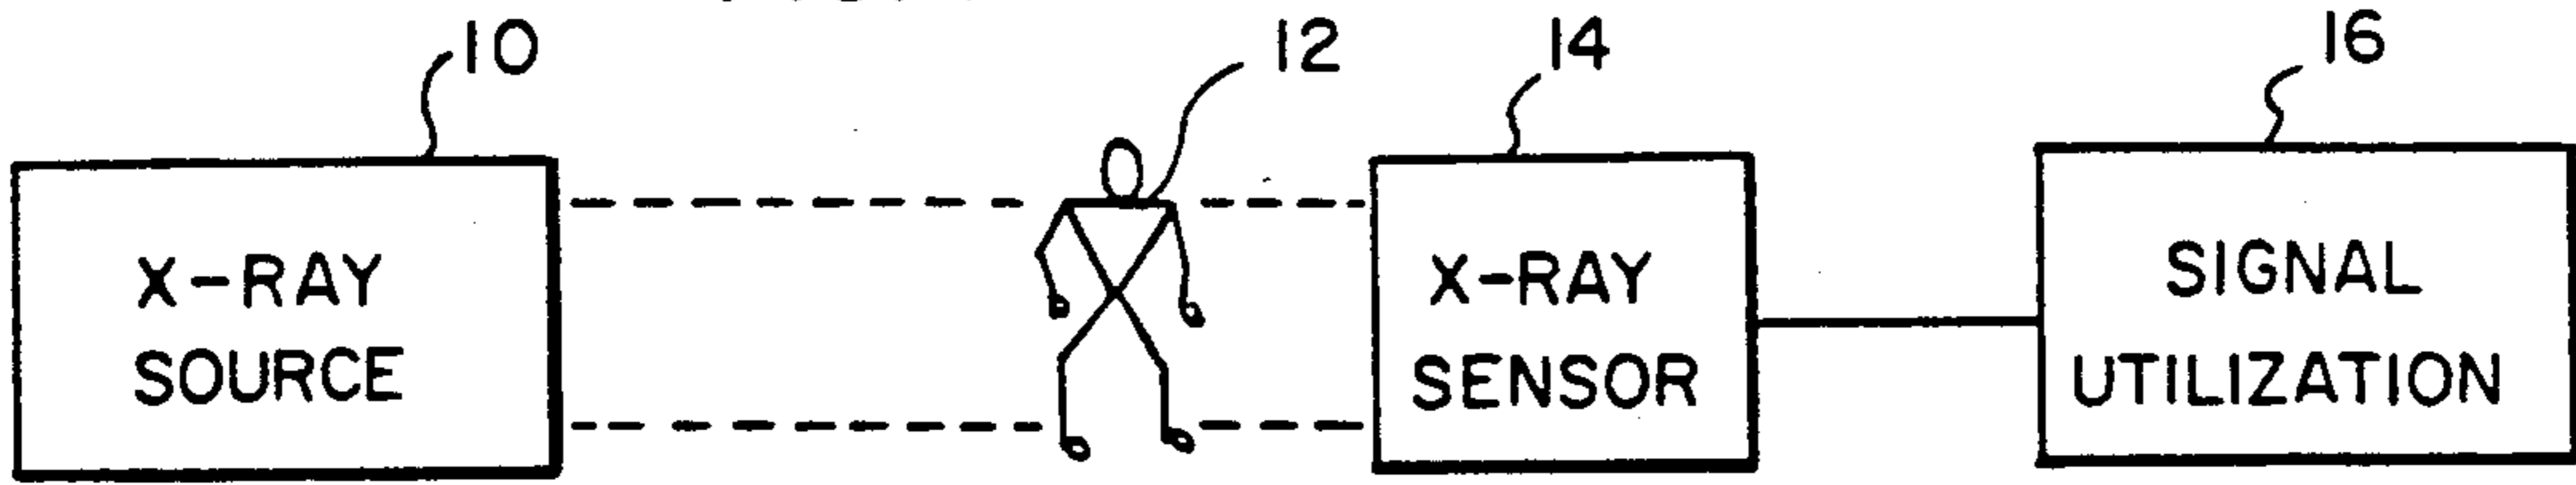 10
12
14
16
X-RAY
SOURCE
X-RAY
SENSOR
SIGNAL
UTILIZATION